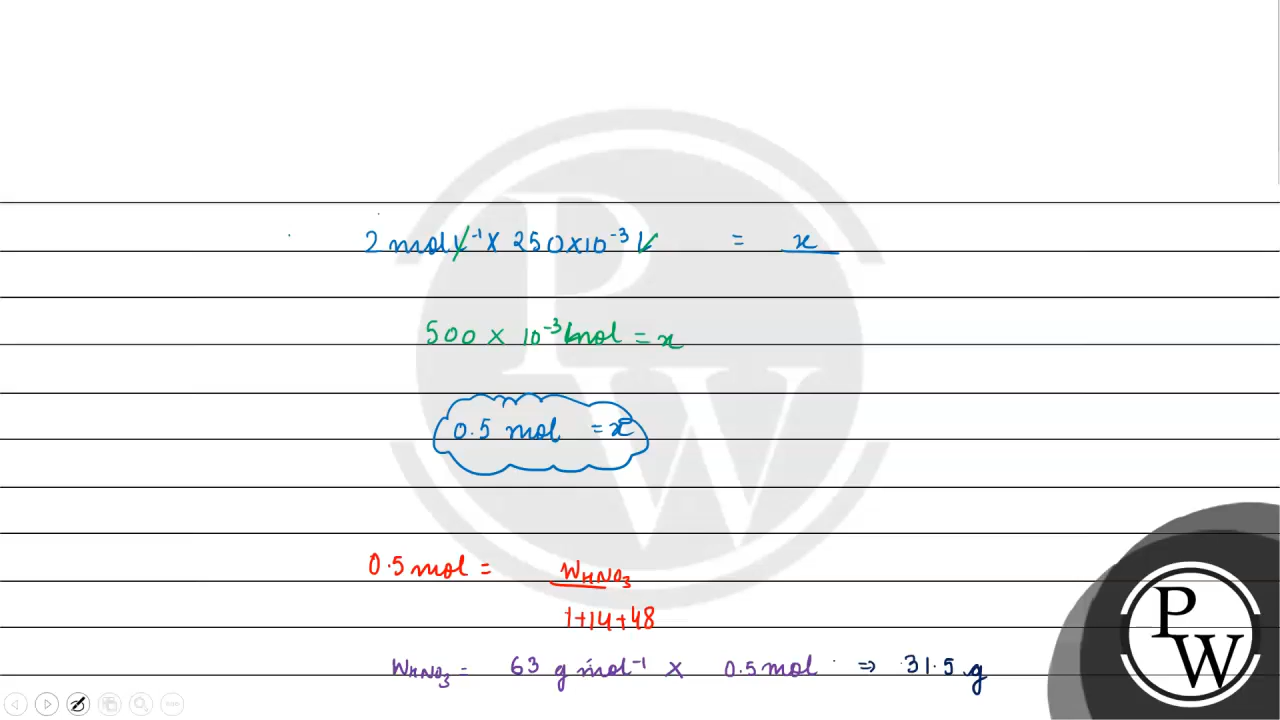 2 mol L⁻¹ × 250×10⁻³ L = x
500 × 10⁻³ mol = x
0.5 mol = x
0.5 mol = W_HNO₃
1+14+48
W_HNO₃ = 63 g mol⁻¹ × 0.5 mol ⇒ 31.5 g
P
W
P
W